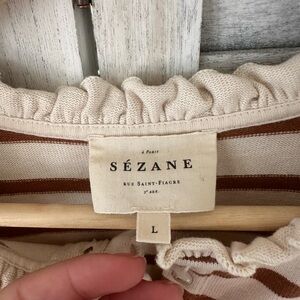 À PARIS
SÉZANE
RUE SAINT-FIACRE
2e ARR.
L